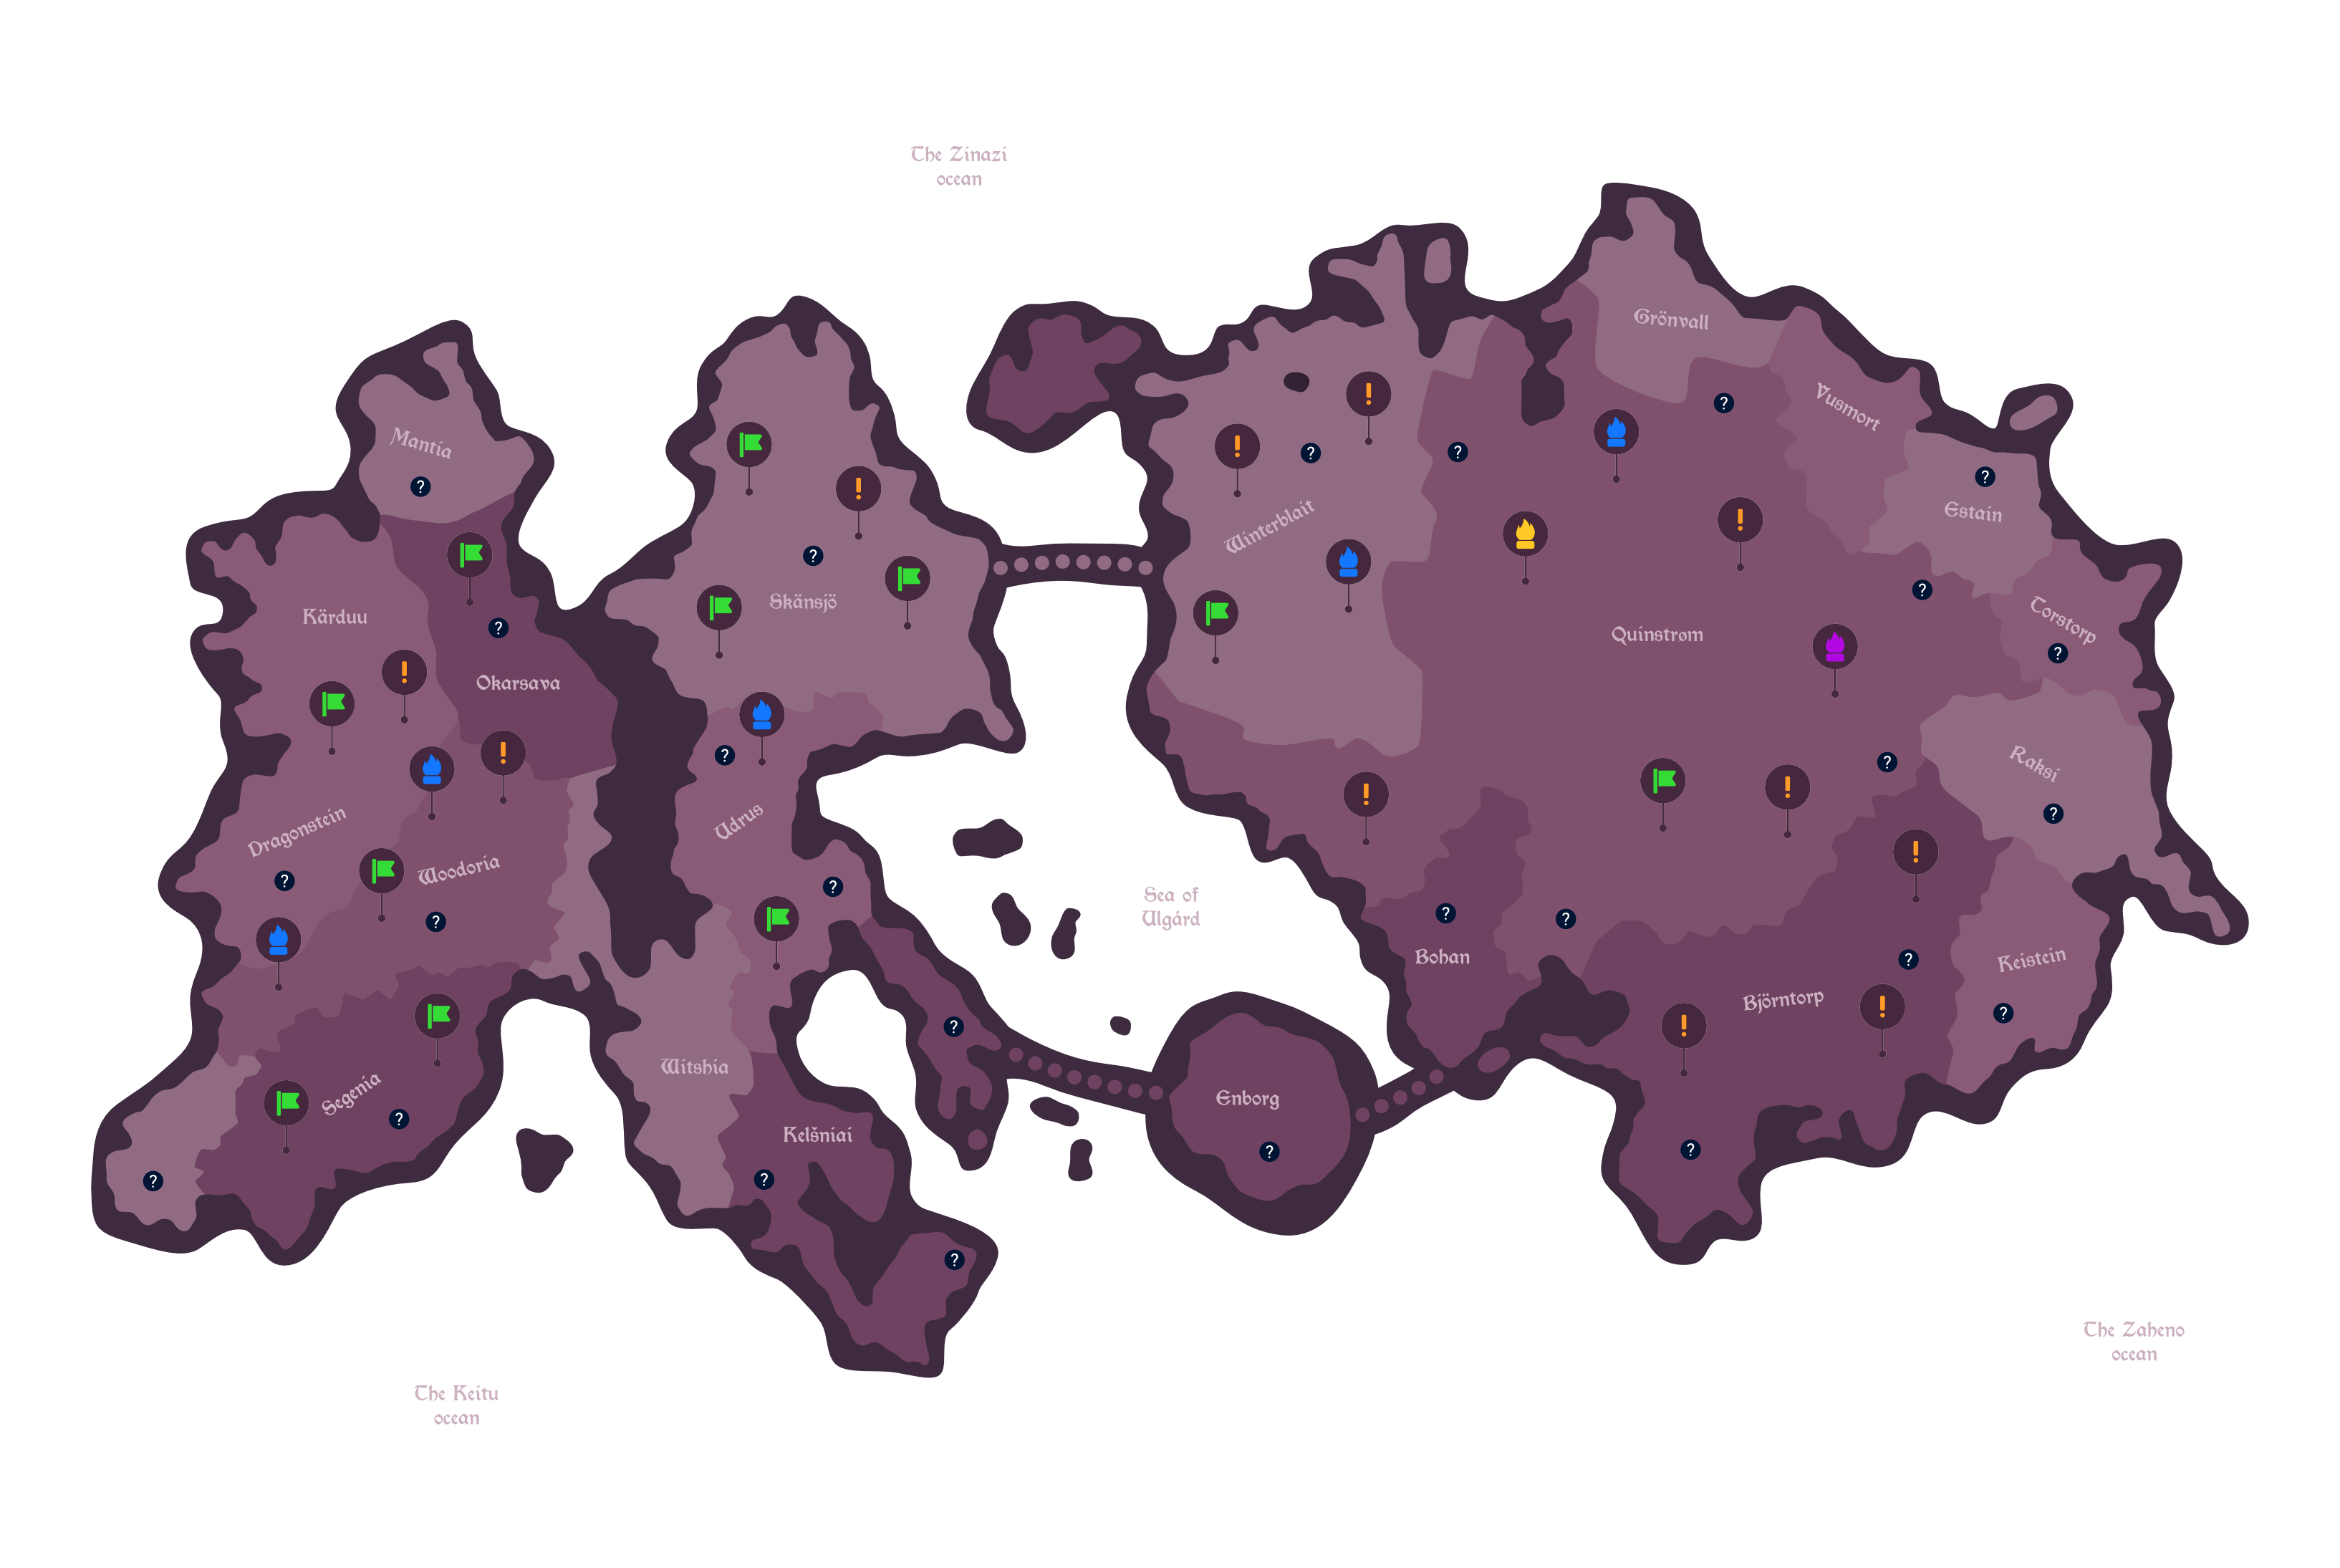 The Zinazi
ocean
Grönvall
Vusmort
Mantia
Estain
Winterblait
Skänsjö
Kärduu
Torstorp
Quinstrøm
Okarsava
Raksi
Udrus
Dragonstein
Woodoria
Sea of
Ulgård
Bohan
Keistein
Björntorp
Witshia
Segenia
Enborg
Kelšniai
The Zaheno
ocean
The Keitu
ocean